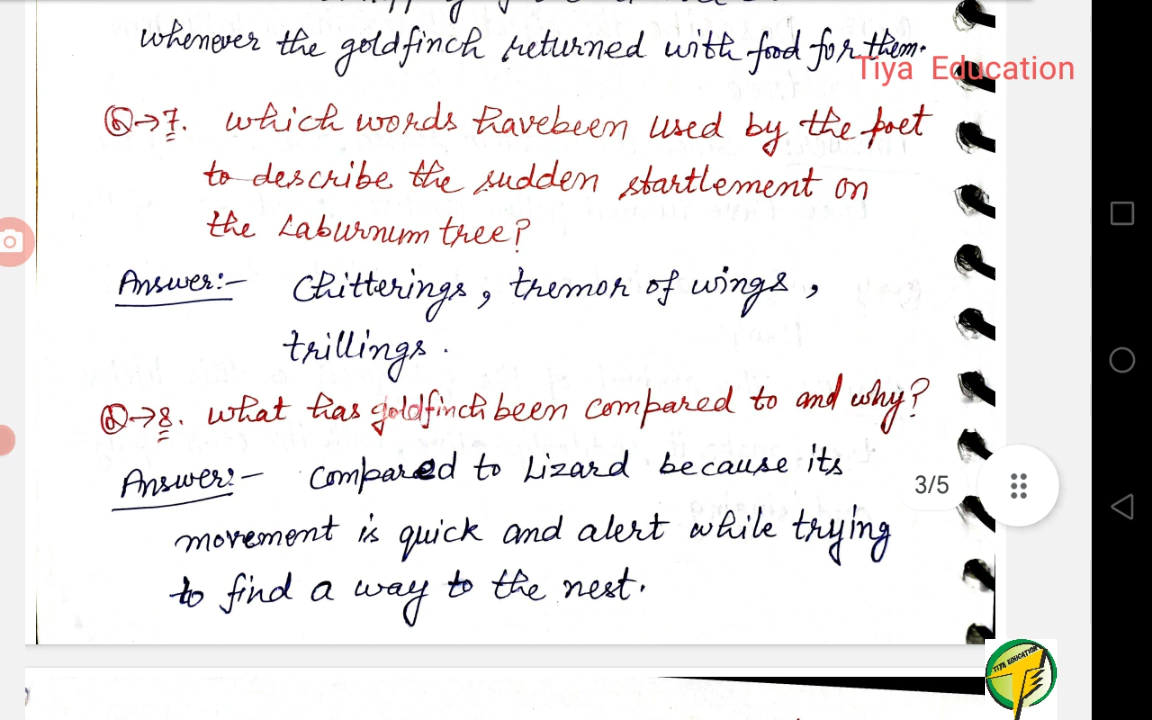 whenever the goldfinch returned with food for them.
Tiya Education
Q→7. which words havebeen used by the poet
to describe the sudden startlement on
the Laburnum tree?
Answer:- Chitterings, tremor of wings,
trillings.
Q→8. what has goldfinch been compared to and why?
Answer:- Compared to Lizard because its
3/5
movement is quick and alert while trying
to find a way to the nest.
TIYA EDUCATION